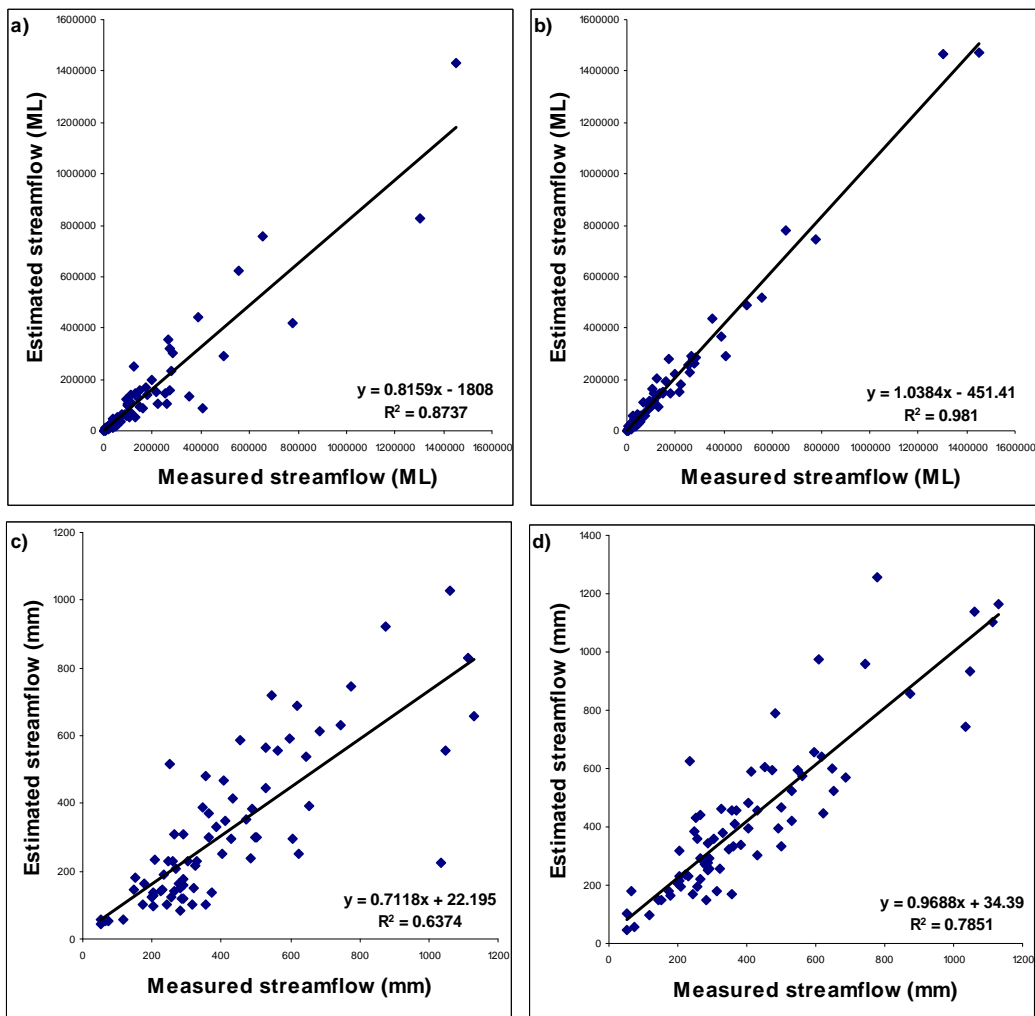 a)
Estimated streamflow (ML)
1600000
1400000
1200000
1000000
800000
600000
400000
200000
0
y = 0.8159x - 1808
R² = 0.8737
0 200000 400000 600000 800000 1000000 1200000 1400000 1600000
Measured streamflow (ML)
b)
Estimated streamflow (ML)
1600000
1400000
1200000
1000000
800000
600000
400000
200000
0
y = 1.0384x - 451.41
R² = 0.981
0 200000 400000 600000 800000 1000000 1200000 1400000 1600000
Measured streamflow (ML)
c)
Estimated streamflow (mm)
1200
1000
800
600
400
200
0
y = 0.7118x + 22.195
R² = 0.6374
0 200 400 600 800 1000 1200
Measured streamflow (mm)
d)
Estimated streamflow (mm)
1400
1200
1000
800
600
400
200
0
y = 0.9688x + 34.39
R² = 0.7851
0 200 400 600 800 1000 1200
Measured streamflow (mm)